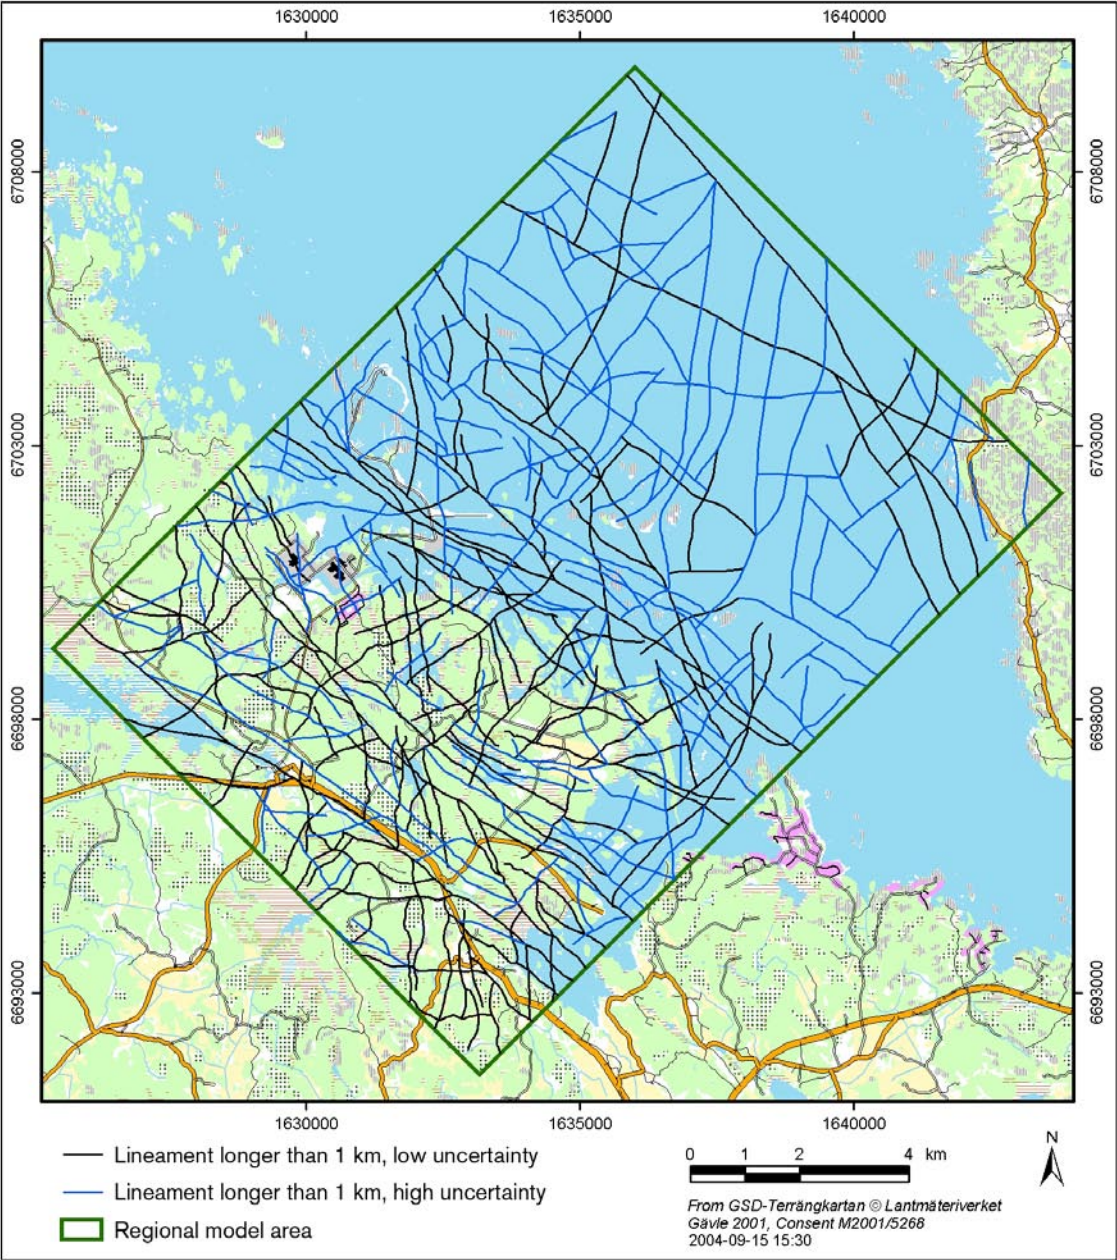 1630000 1635000 1640000
6708000 6708000
6703000 6703000
6698000 6698000
6693000 6693000
1630000 1635000 1640000
Lineament longer than 1 km, low uncertainty
Lineament longer than 1 km, high uncertainty
Regional model area
0 1 2 4 km
N
From GSD-Terrängkartan © Lantmäteriverket
Gävle 2001, Consent M2001/5268
2004-09-15 15:30